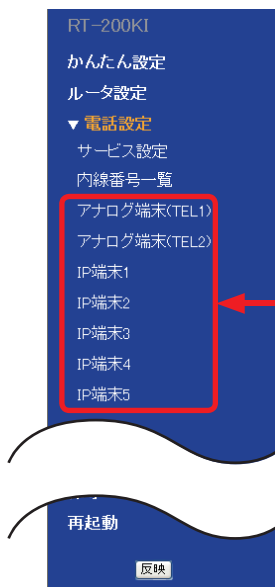 RT-200KI
かんたん設定
ルータ設定
▼電話設定
サービス設定
内線番号一覧
アナログ端末(TEL1)
アナログ端末(TEL2)
IP端末1
IP端末2
IP端末3
IP端末4
IP端末5
再起動
反映